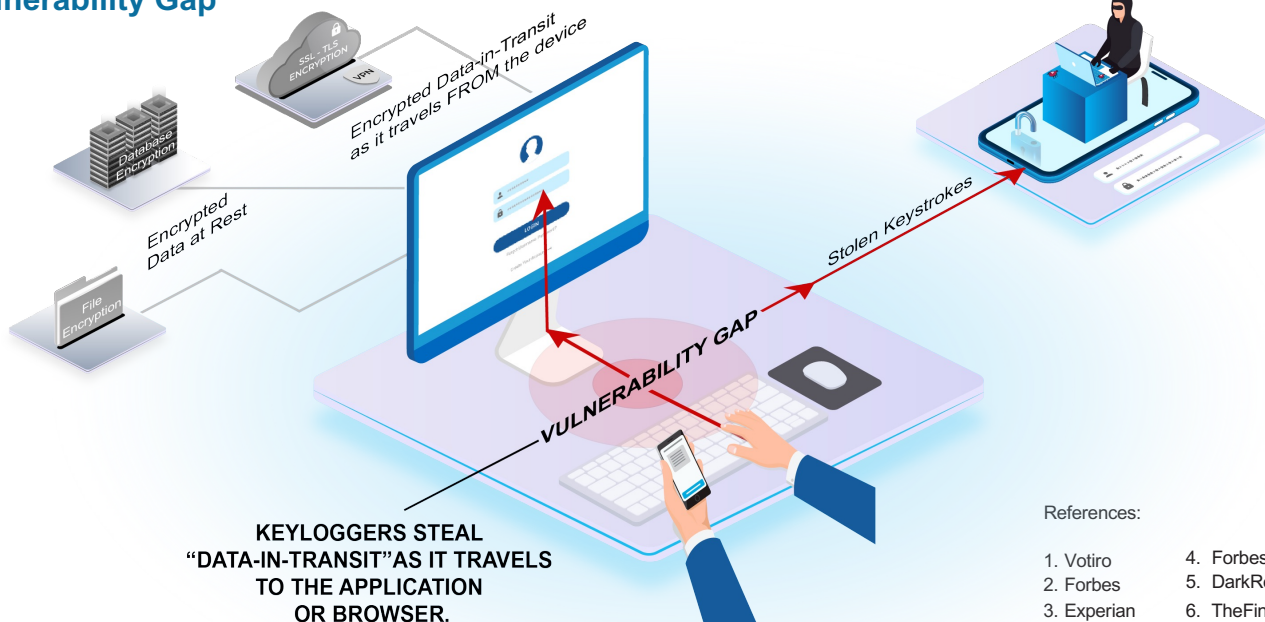 nerability Gap
SSL - TLS
ENCRYPTION
VPN
Encrypted Data-in-Transit
as it travels FROM the device
Database
Encryption
Encrypted
Data at Rest
File
Encryption
LOGIN
Stolen Keystrokes
VULNERABILITY GAP
KEYLOGGERS STEAL
“DATA-IN-TRANSIT”AS IT TRAVELS
TO THE APPLICATION
OR BROWSER.
References:
1. Votiro
2. Forbes
3. Experian
4. Forbes
5. DarkRe
6. TheFin